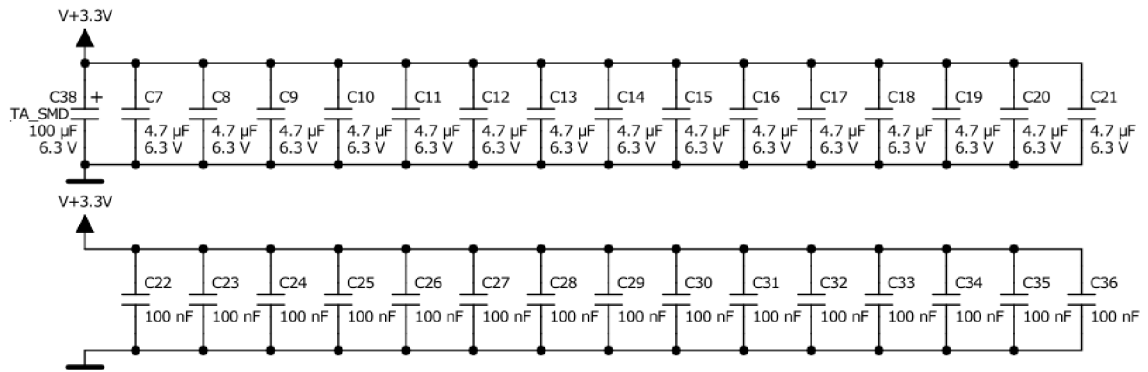 V+3.3V
C38 + C7 C8 C9 C10 C11 C12 C13 C14 C15 C16 C17 C18 C19 C20 C21
TA_SMD
100 µF 4.7 µF 4.7 µF 4.7 µF 4.7 µF 4.7 µF 4.7 µF 4.7 µF 4.7 µF 4.7 µF 4.7 µF 4.7 µF 4.7 µF 4.7 µF 4.7 µF 4.7 µF
6.3 V 6.3 V 6.3 V 6.3 V 6.3 V 6.3 V 6.3 V 6.3 V 6.3 V 6.3 V 6.3 V 6.3 V 6.3 V 6.3 V 6.3 V 6.3 V
V+3.3V
C22 C23 C24 C25 C26 C27 C28 C29 C30 C31 C32 C33 C34 C35 C36
100 nF 100 nF 100 nF 100 nF 100 nF 100 nF 100 nF 100 nF 100 nF 100 nF 100 nF 100 nF 100 nF 100 nF 100 nF